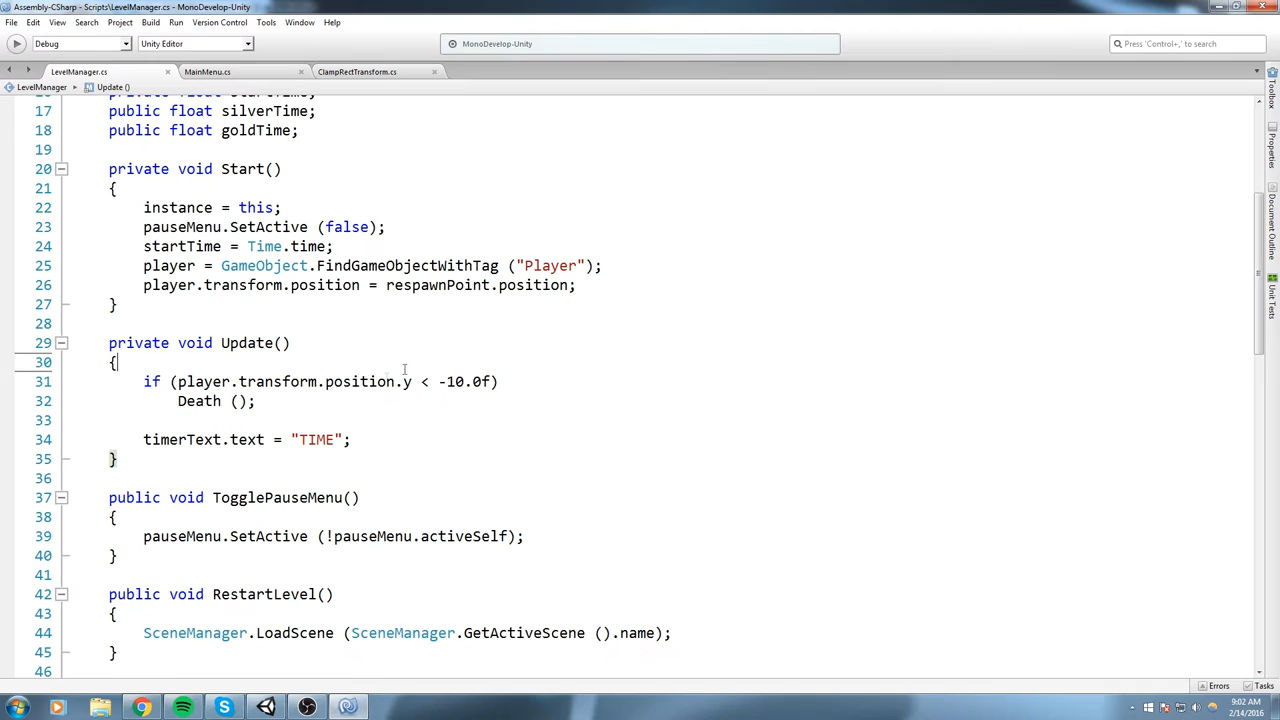 Assembly-CSharp - Scripts\LevelManager.cs - MonoDevelop-Unity
File Edit View Search Project Build Run Version Control Tools Window Help
Debug Unity Editor MonoDevelop-Unity Press 'Control+,' to search
LevelManager.cs MainMenu.cs ClampRectTransform.cs
LevelManager Update ()
17 public float silverTime;
18 public float goldTime;
19
20 private void Start()
21 {
22 instance = this;
23 pauseMenu.SetActive (false);
24 startTime = Time.time;
25 player = GameObject.FindGameObjectWithTag ("Player");
26 player.transform.position = respawnPoint.position;
27 }
28
29 private void Update()
30 {
31 if (player.transform.position.y < -10.0f)
32 Death ();
33
34 timerText.text = "TIME";
35 }
36
37 public void TogglePauseMenu()
38 {
39 pauseMenu.SetActive (!pauseMenu.activeSelf);
40 }
41
42 public void RestartLevel()
43 {
44 SceneManager.LoadScene (SceneManager.GetActiveScene ().name);
45 }
46
Toolbox
Properties
Document Outline
Unit Tests
Errors Tasks
9:02 AM
2/14/2016